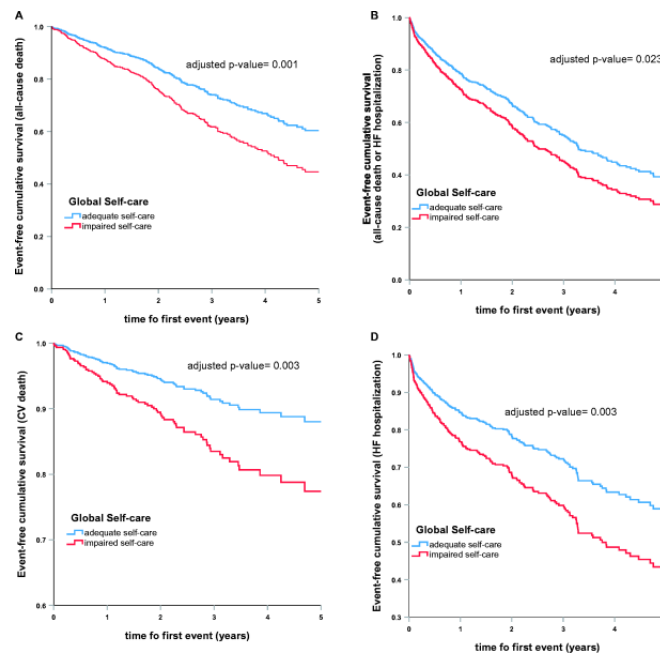 A
Event-free cumulative survival (all-cause death)
1.0
0.8
0.6
0.4
0.2
0.0
adjusted p-value= 0.001
Global Self-care
adequate self-care
impaired self-care
0 1 2 3 4 5
time fo first event (years)
B
Event-free cumulative survival
(all-cause death or HF hospitalization)
1.0
0.8
0.6
0.4
0.2
0.0
adjusted p-value= 0.023
Global Self-care
adequate self-care
impaired self-care
0 1 2 3 4
time fo first event (years)
C
Event-free cumulative survival (CV death)
1.0
0.9
0.8
0.7
0.6
adjusted p-value= 0.003
Global Self-care
adequate self-care
impaired self-care
0 1 2 3 4 5
time fo first event (years)
D
Event-free cumulative survival (HF hospitalization)
1.0
0.9
0.8
0.7
0.6
0.5
0.4
0.3
adjusted p-value= 0.003
Global Self-care
adequate self-care
impaired self-care
0 1 2 3 4
time fo first event (years)